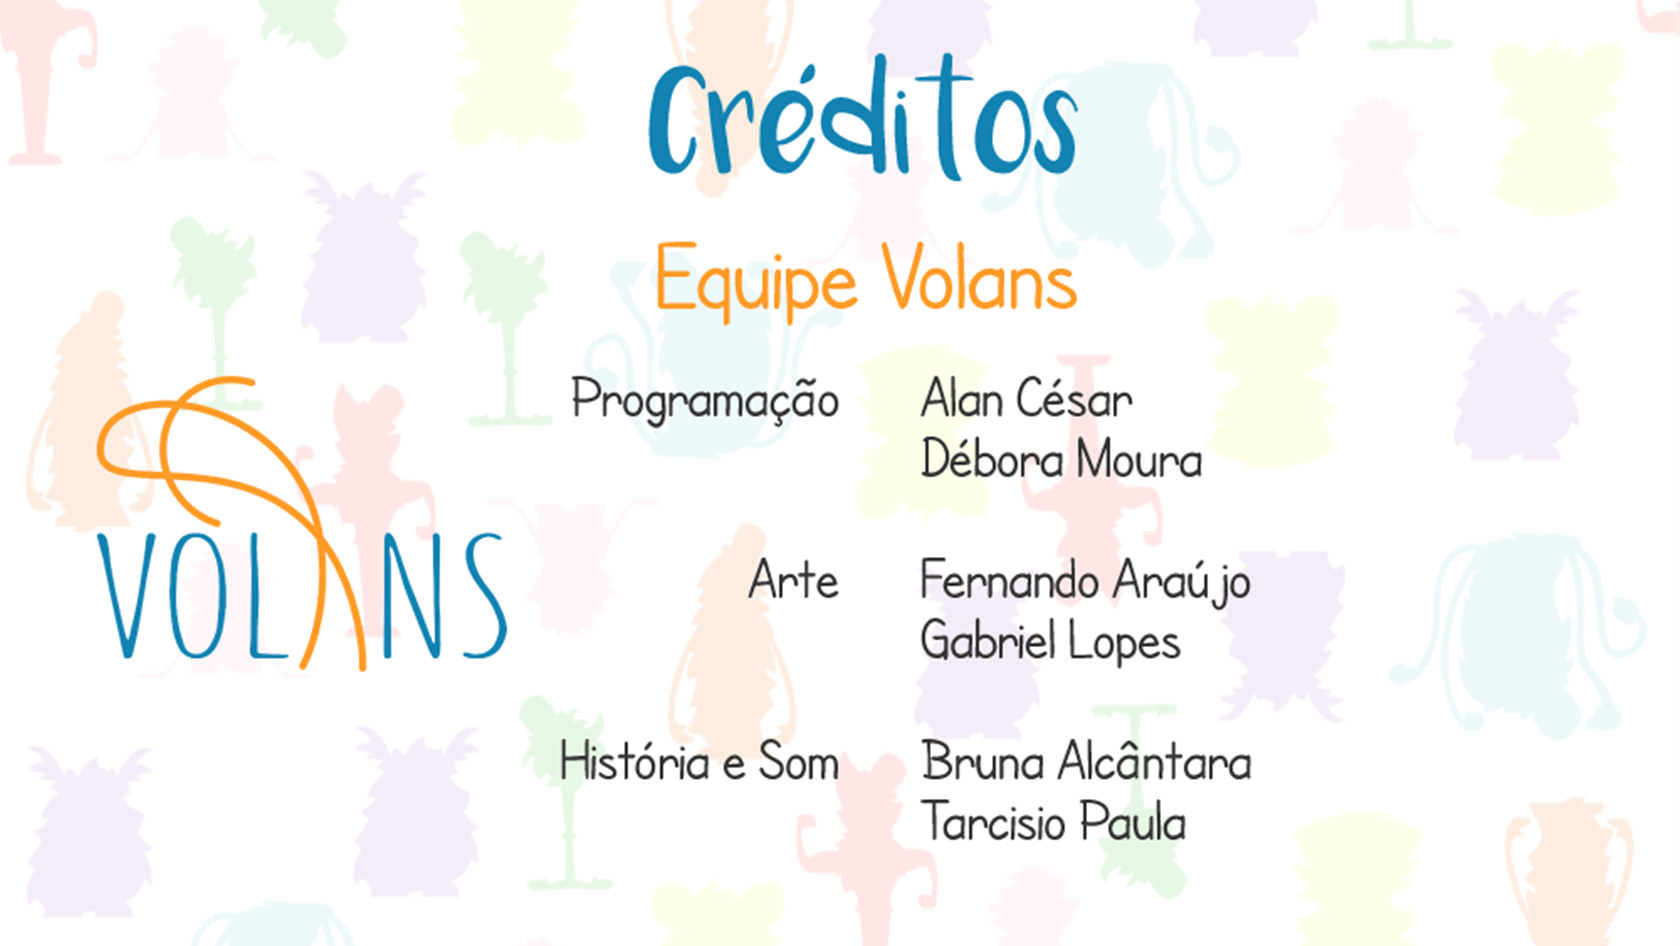 Créditos
Equipe Volans
Programação Alan César
Débora Moura
VOLANS
Arte Fernando Araújo
Gabriel Lopes
História e Som Bruna Alcântara
Tarcisio Paula